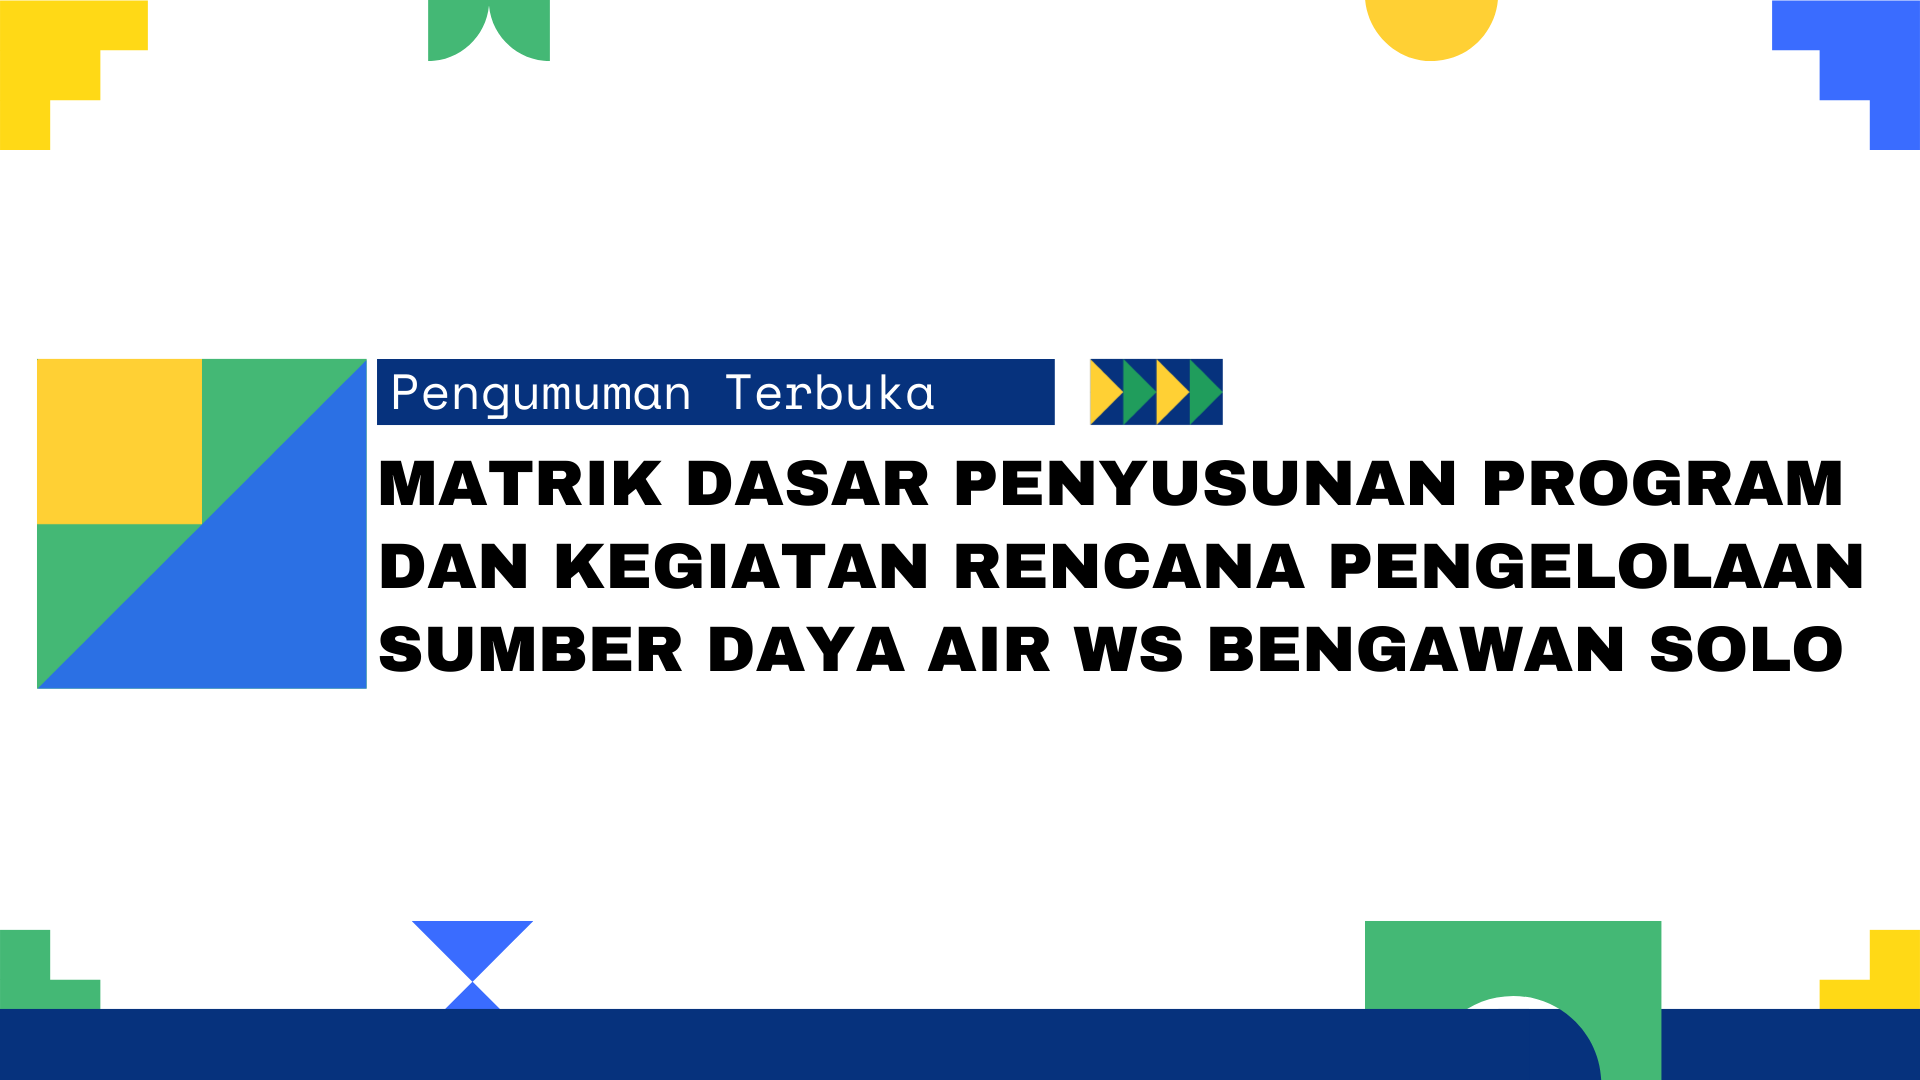 Pengumuman Terbuka
MATRIK DASAR PENYUSUNAN PROGRAM
DAN KEGIATAN RENCANA PENGELOLAAN
SUMBER DAYA AIR WS BENGAWAN SOLO